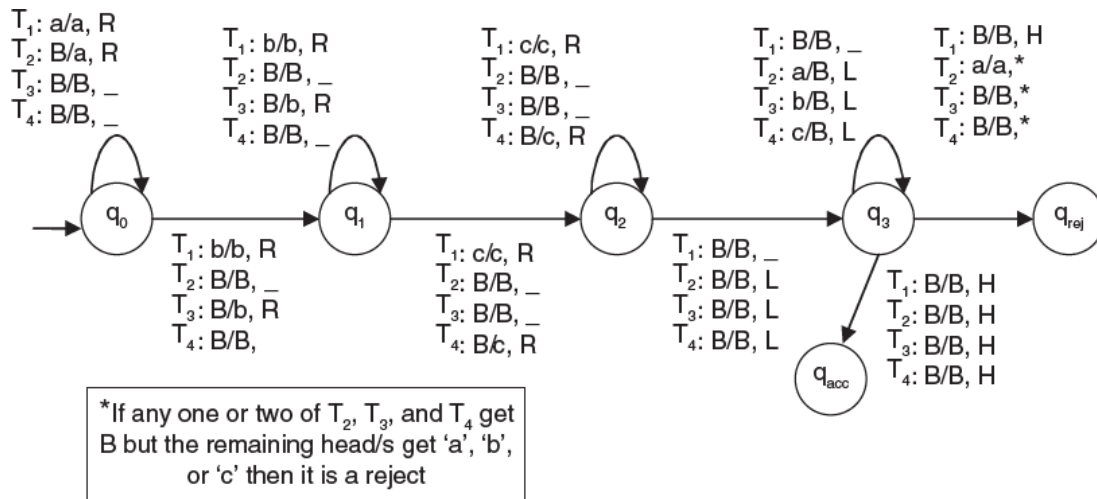 T₁: a/a, R
T₂: B/a, R
T₃: B/B, _
T₄: B/B, _
T₁: b/b, R
T₂: B/B, _
T₃: B/b, R
T₄: B/B, _
T₁: c/c, R
T₂: B/B, _
T₃: B/B, _
T₄: B/c, R
T₁: B/B, _
T₂: a/B, L
T₃: b/B, L
T₄: c/B, L
T₁: B/B, H
T₂: a/a,*
T₃: B/B,*
T₄: B/B,*
q₀
q₁
q₂
q₃
q_rej
T₁: b/b, R
T₂: B/B, _
T₃: B/b, R
T₄: B/B,
T₁: c/c, R
T₂: B/B, _
T₃: B/B, _
T₄: B/c, R
T₁: B/B, _
T₂: B/B, L
T₃: B/B, L
T₄: B/B, L
T₁: B/B, H
T₂: B/B, H
T₃: B/B, H
T₄: B/B, H
q_acc
*If any one or two of T₂, T₃, and T₄ get
B but the remaining head/s get ‘a’, ‘b’,
or ‘c’ then it is a reject